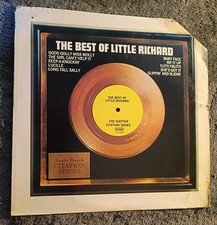 THE BEST OF LITTLE RICHARD
GOOD GOLLY MISS MOLLY
THE GIRL CAN'T HELP IT
KEEP A KNOCKIN'
LUCILLE
LONG TALL SALLY
BABY FACE
RIP IT UP
TUTTI FRUTTI
SHE'S GOT IT
SLIPPIN' AND SLIDIN'
THE BEST OF
LITTLE RICHARD
THE SCEPTER
CITATION SERIES
Scepter Records
CITATION
SERIES